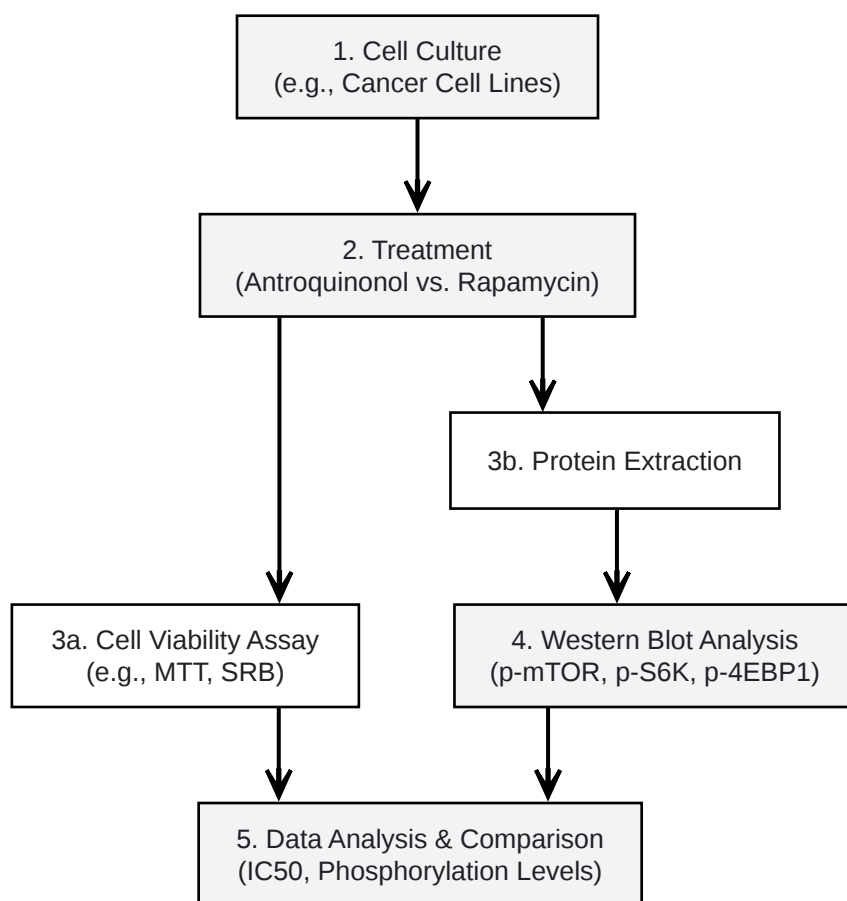 1. Cell Culture
(e.g., Cancer Cell Lines)
2. Treatment
(Antroquinonol vs. Rapamycin)
3b. Protein Extraction
3a. Cell Viability Assay
(e.g., MTT, SRB)
4. Western Blot Analysis
(p-mTOR, p-S6K, p-4EBP1)
5. Data Analysis & Comparison
(IC50, Phosphorylation Levels)